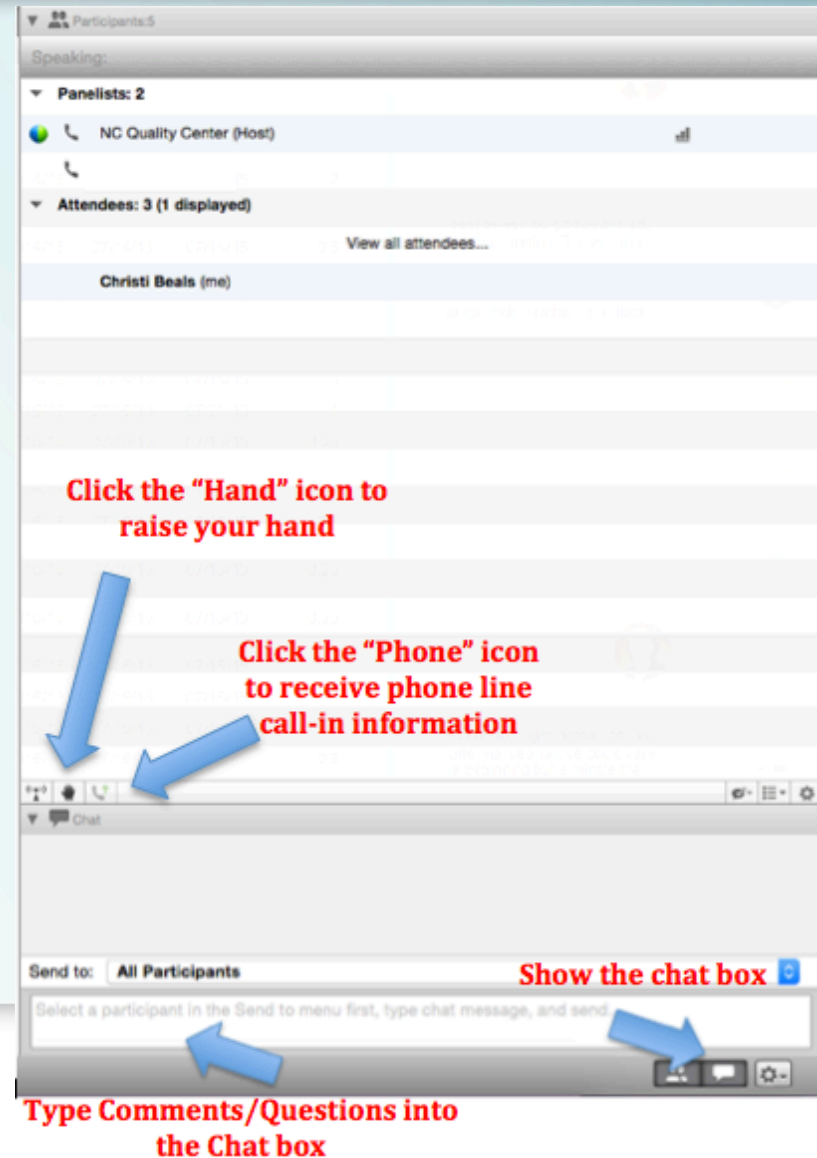 Participants:5
Speaking:
Panelists: 2
NC Quality Center (Host)
Attendees: 3 (1 displayed)
View all attendees...
Christi Beals (me)
Click the “Hand” icon to
raise your hand
Click the “Phone” icon
to receive phone line
call-in information
Chat
Send to: All Participants
Show the chat box
Select a participant in the Send to menu first, type chat message, and send
Type Comments/Questions into
the Chat box